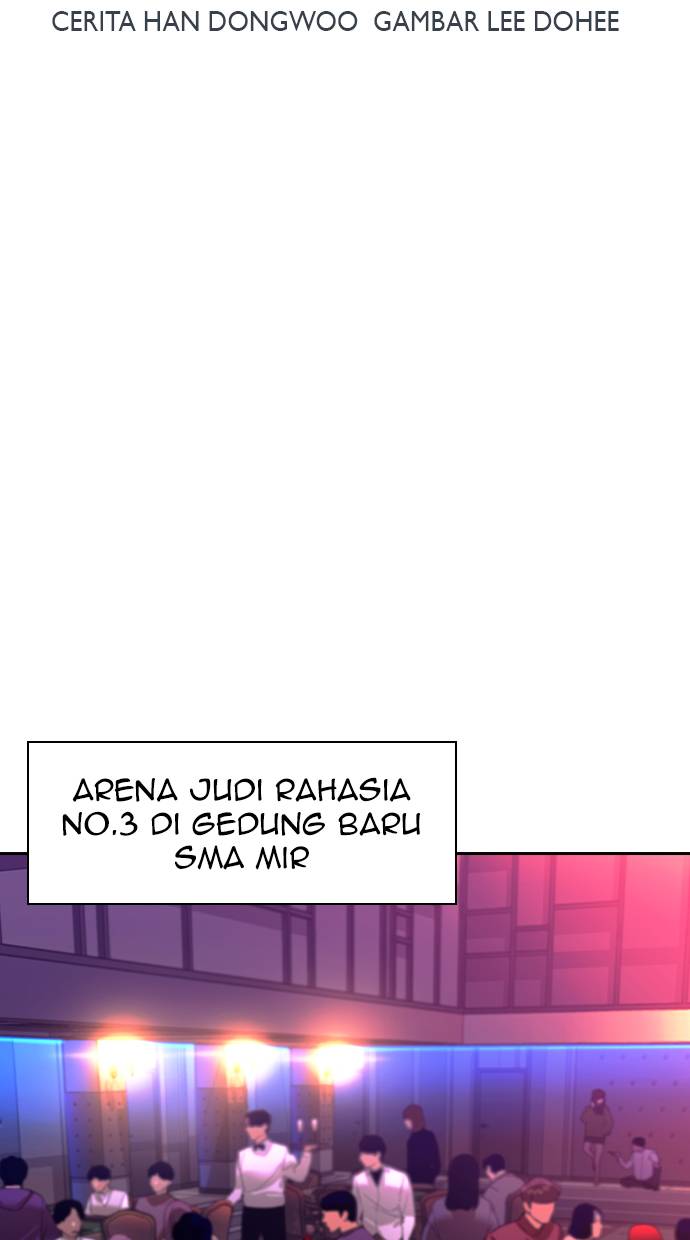 CERITA HAN DONGWOO GAMBAR LEE DOHEE
ARENA JUDI RAHASIA
NO.3 DI GEDUNG BARU
SMA MIR